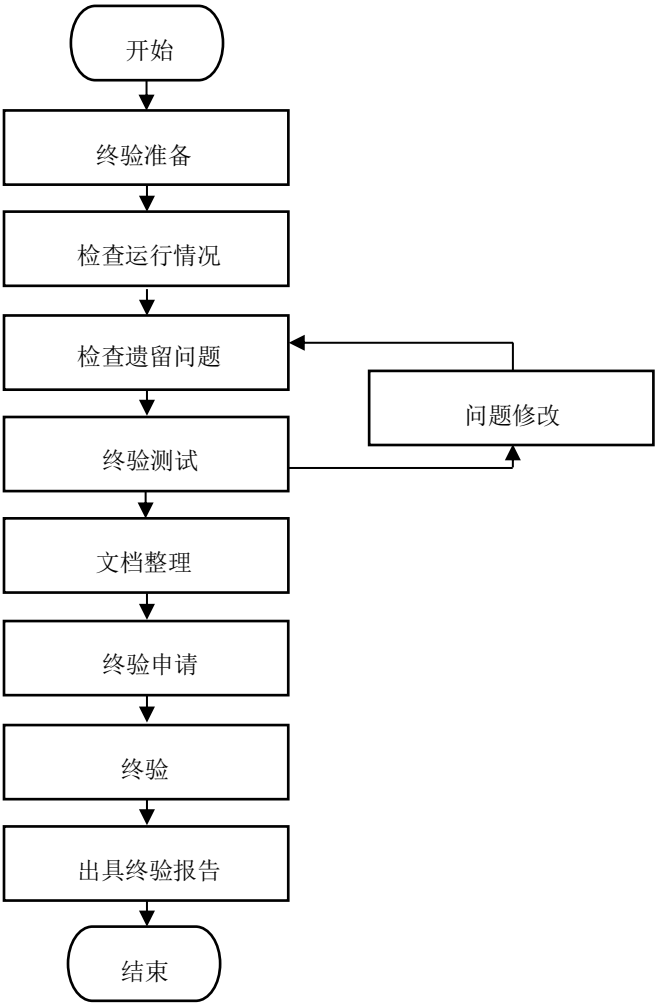 开始
终验准备
检查运行情况
检查遗留问题
问题修改
终验测试
文档整理
终验申请
终验
出具终验报告
结束